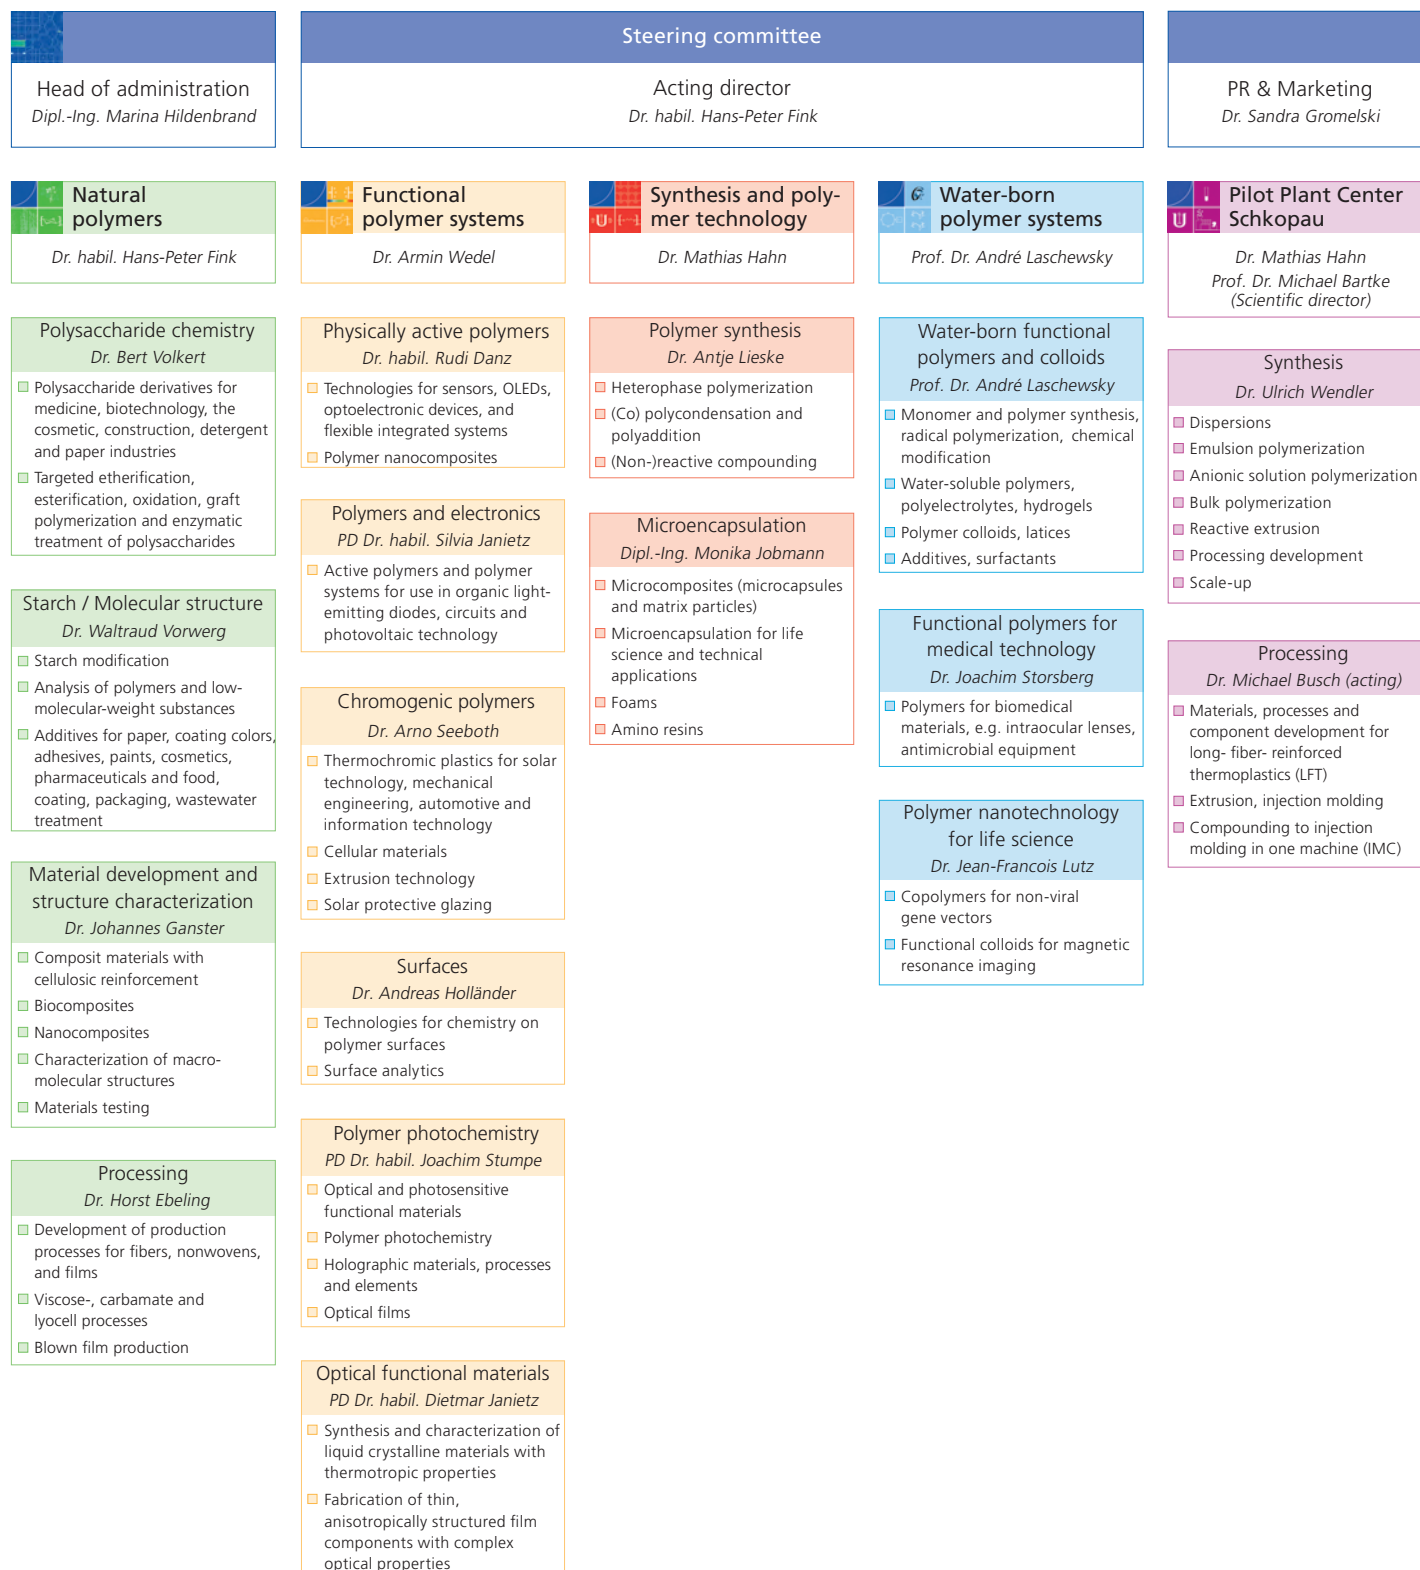 Steering committee
Head of administration
Dipl.-Ing. Marina Hildenbrand
Acting director
Dr. habil. Hans-Peter Fink
PR & Marketing
Dr. Sandra Gromelski
Natural
polymers
Dr. habil. Hans-Peter Fink
Polysaccharide chemistry
Dr. Bert Volkert
Polysaccharide derivatives for
medicine, biotechnology, the
cosmetic, construction, detergent
and paper industries
Targeted etherification,
esterification, oxidation, graft
polymerization and enzymatic
treatment of polysaccharides
Starch / Molecular structure
Dr. Waltraud Vorwerg
Starch modification
Analysis of polymers and low-
molecular-weight substances
Additives for paper, coating colors,
adhesives, paints, cosmetics,
pharmaceuticals and food,
coating, packaging, wastewater
treatment
Material development and
structure characterization
Dr. Johannes Ganster
Composit materials with
cellulosic reinforcement
Biocomposites
Nanocomposites
Characterization of macro-
molecular structures
Materials testing
Processing
Dr. Horst Ebeling
Development of production
processes for fibers, nonwovens,
and films
Viscose-, carbamate and
lyocell processes
Blown film production
Functional
polymer systems
Dr. Armin Wedel
Physically active polymers
Dr. habil. Rudi Danz
Technologies for sensors, OLEDs,
optoelectronic devices, and
flexible integrated systems
Polymer nanocomposites
Polymers and electronics
PD Dr. habil. Silvia Janietz
Active polymers and polymer
systems for use in organic light-
emitting diodes, circuits and
photovoltaic technology
Chromogenic polymers
Dr. Arno Seeboth
Thermochromic plastics for solar
technology, mechanical
engineering, automotive and
information technology
Cellular materials
Extrusion technology
Solar protective glazing
Surfaces
Dr. Andreas Holländer
Technologies for chemistry on
polymer surfaces
Surface analytics
Polymer photochemistry
PD Dr. habil. Joachim Stumpe
Optical and photosensitive
functional materials
Polymer photochemistry
Holographic materials, processes
and elements
Optical films
Optical functional materials
PD Dr. habil. Dietmar Janietz
Synthesis and characterization of
liquid crystalline materials with
thermotropic properties
Fabrication of thin,
anisotropically structured film
components with complex
optical properties
Synthesis and poly-
mer technology
Dr. Mathias Hahn
Polymer synthesis
Dr. Antje Lieske
Heterophase polymerization
(Co) polycondensation and
polyaddition
(Non-)reactive compounding
Microencapsulation
Dipl.-Ing. Monika Jobmann
Microcomposites (microcapsules
and matrix particles)
Microencapsulation for life
science and technical
applications
Foams
Amino resins
Water-born
polymer systems
Prof. Dr. André Laschewsky
Water-born functional
polymers and colloids
Prof. Dr. André Laschewsky
Monomer and polymer synthesis,
radical polymerization, chemical
modification
Water-soluble polymers,
polyelectrolytes, hydrogels
Polymer colloids, latices
Additives, surfactants
Functional polymers for
medical technology
Dr. Joachim Storsberg
Polymers for biomedical
materials, e.g. intraocular lenses,
antimicrobial equipment
Polymer nanotechnology
for life science
Dr. Jean-Francois Lutz
Copolymers for non-viral
gene vectors
Functional colloids for magnetic
resonance imaging
Pilot Plant Center
Schkopau
Dr. Mathias Hahn
Prof. Dr. Michael Bartke
(Scientific director)
Synthesis
Dr. Ulrich Wendler
Dispersions
Emulsion polymerization
Anionic solution polymerization
Bulk polymerization
Reactive extrusion
Processing development
Scale-up
Processing
Dr. Michael Busch (acting)
Materials, processes and
component development for
long- fiber- reinforced
thermoplastics (LFT)
Extrusion, injection molding
Compounding to injection
molding in one machine (IMC)